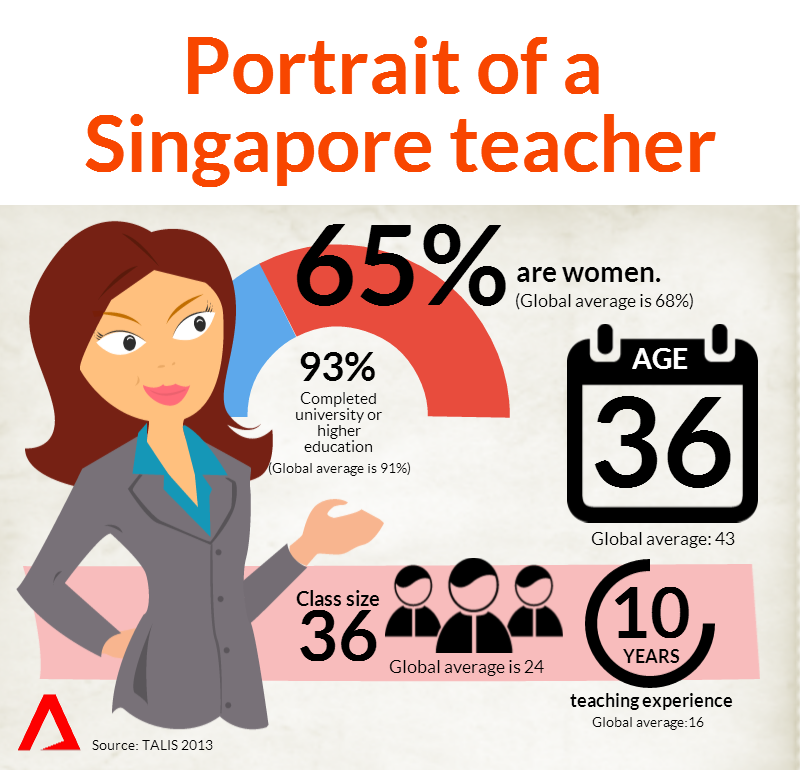 Portrait of a
Singapore teacher
65% are women.
(Global average is 68%)
93%
Completed
university or
higher
education
(Global average is 91%)
AGE
36
Global average: 43
Class size
36
Global average is 24
10
YEARS
teaching experience
Global average:16
Source: TALIS 2013